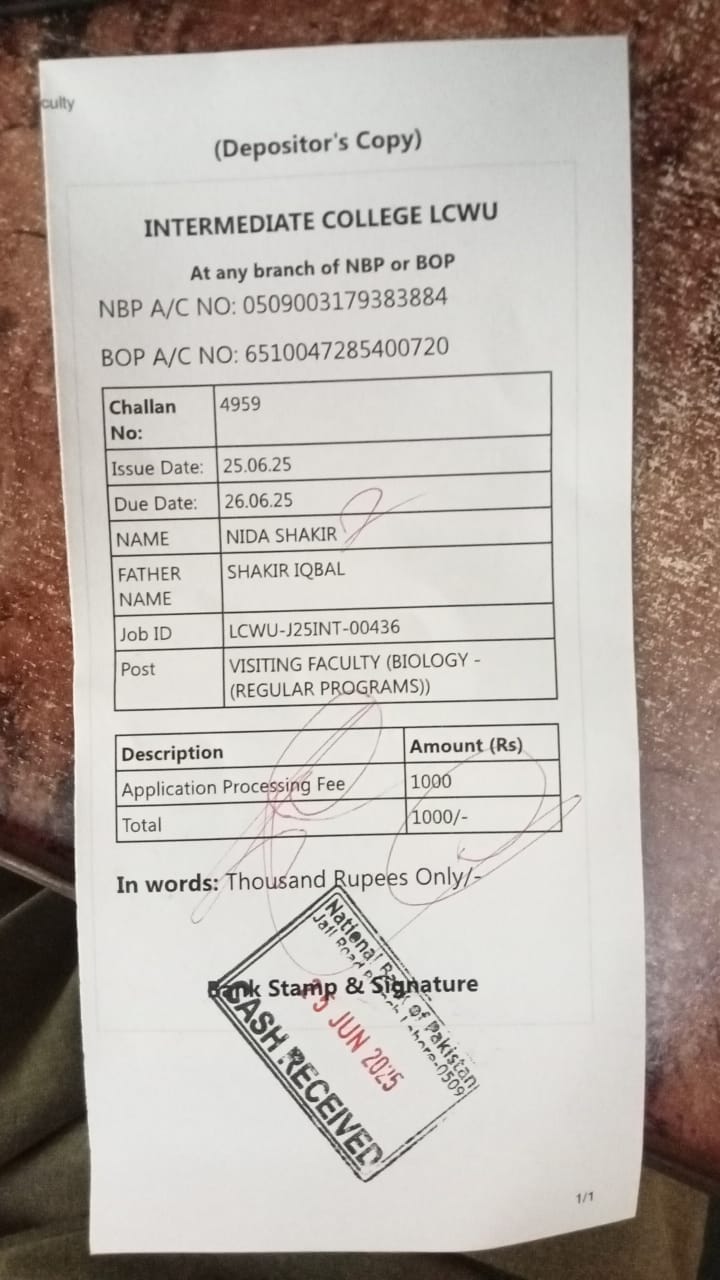 culty
(Depositor's Copy)
INTERMEDIATE COLLEGE LCWU
At any branch of NBP or BOP
NBP A/C NO: 0509003179383884
BOP A/C NO: 6510047285400720
Challan No: 4959
Issue Date: 25.06.25
Due Date: 26.06.25
NAME NIDA SHAKIR
FATHER NAME SHAKIR IQBAL
Job ID LCWU-J25INT-00436
Post VISITING FACULTY (BIOLOGY -
(REGULAR PROGRAMS))
Description Amount (Rs)
Application Processing Fee 1000
Total 1000/-
In words: Thousand Rupees Only/-
Bank Stamp & Signature
National Bank of Pakistan
Jail Road Branch Lahore-0509
25 JUN 2025
CASH RECEIVED
1/1